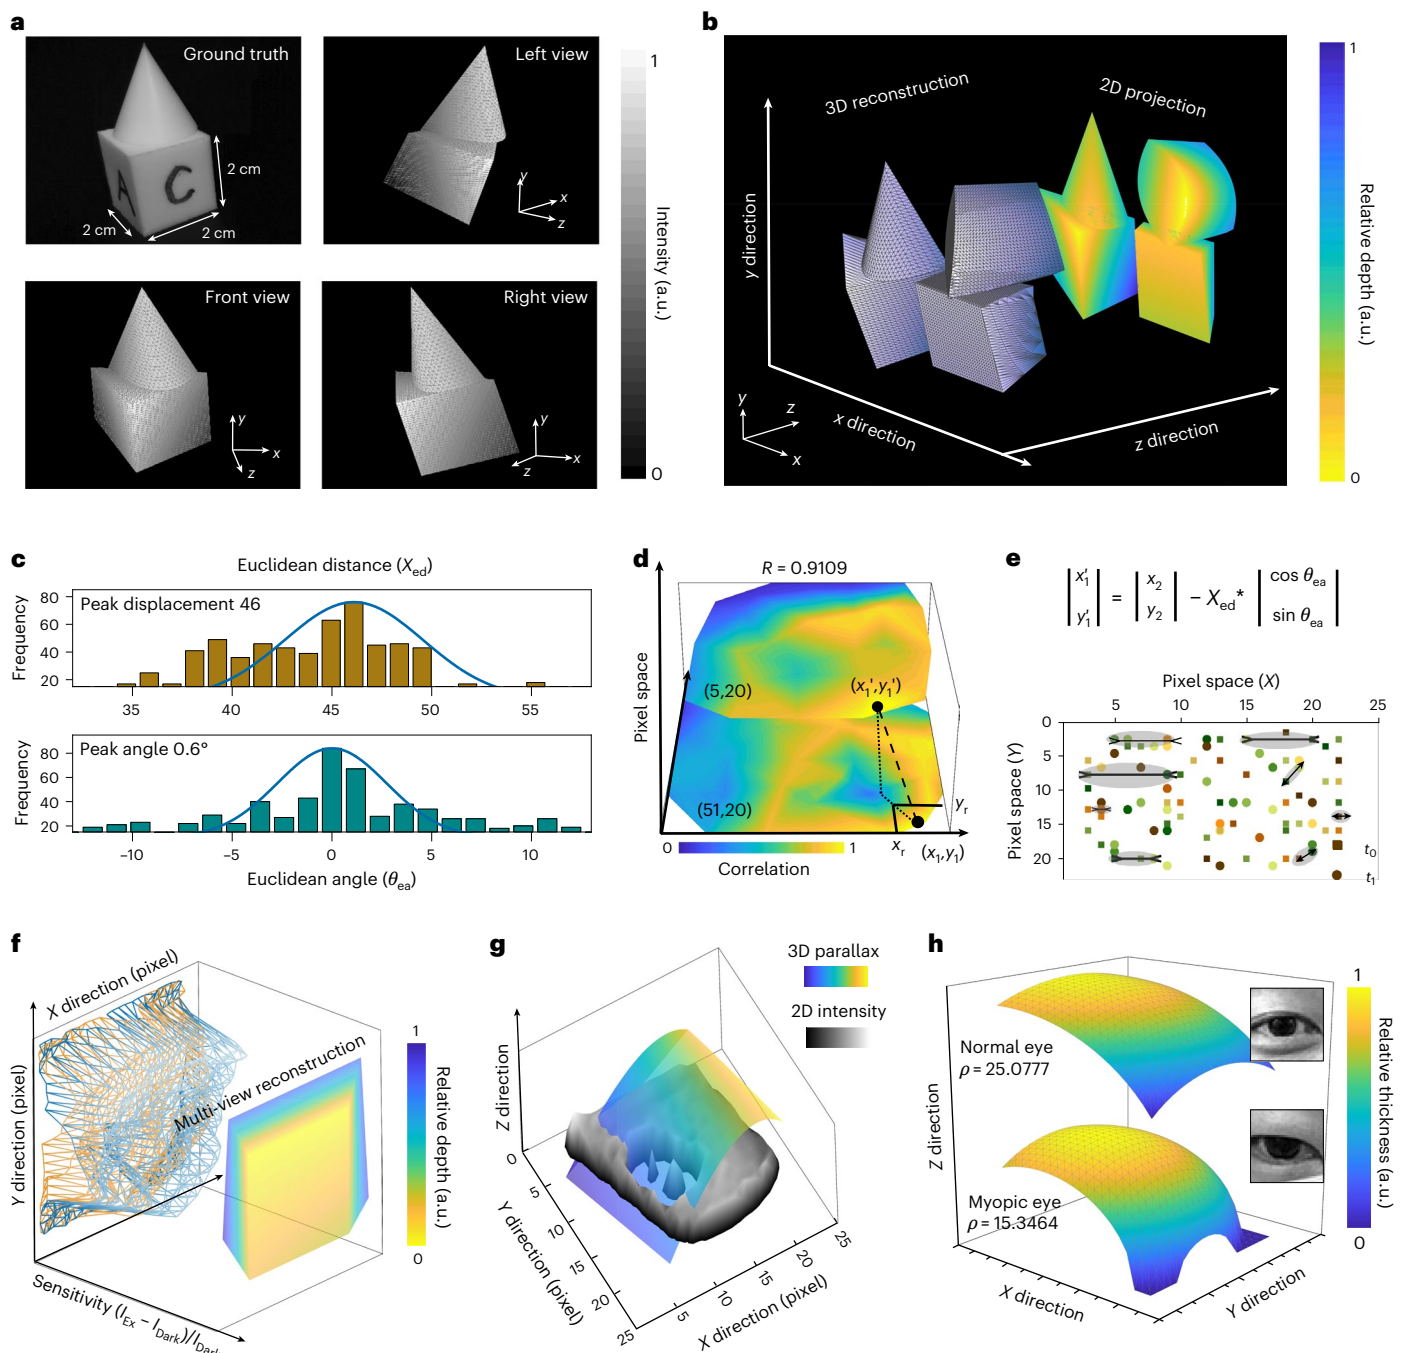 a
Ground truth
A
C
2 cm
2 cm
2 cm
Left view
y
x
z
Front view
y
x
z
Right view
y
x
z
1
Intensity (a.u.)
0
b
3D reconstruction
2D projection
y direction
x direction
z direction
y
z
x
1
Relative depth (a.u.)
0
c
Euclidean distance (Xed)
Peak displacement 46
Frequency
80
60
40
20
35
40
45
50
55
Peak angle 0.6°
Frequency
80
60
40
20
−10
−5
0
5
10
Euclidean angle (θea)
d
R = 0.9109
Pixel space
(5,20)
(51,20)
(x1',y1')
yr
xr
(x1,y1)
0
1
Correlation
e
x'1
y'1
=
x2
y2
− Xed*
cos θea
sin θea
Pixel space (X)
5 10 15 20 25
Pixel space (Y)
0
5
10
15
20
t0
t1
f
X direction (pixel)
Y direction (pixel)
Multi-view reconstruction
Sensitivity (IEx − IDark)/IDark
1
Relative depth (a.u.)
0
g
3D parallax
2D intensity
Z direction
0
5
10
15
20
25
Y direction (pixel)
5
10
15
20
25
X direction (pixel)
h
Normal eye
ρ = 25.0777
Myopic eye
ρ = 15.3464
Z direction
X direction
Y direction
1
Relative thickness (a.u.)
0